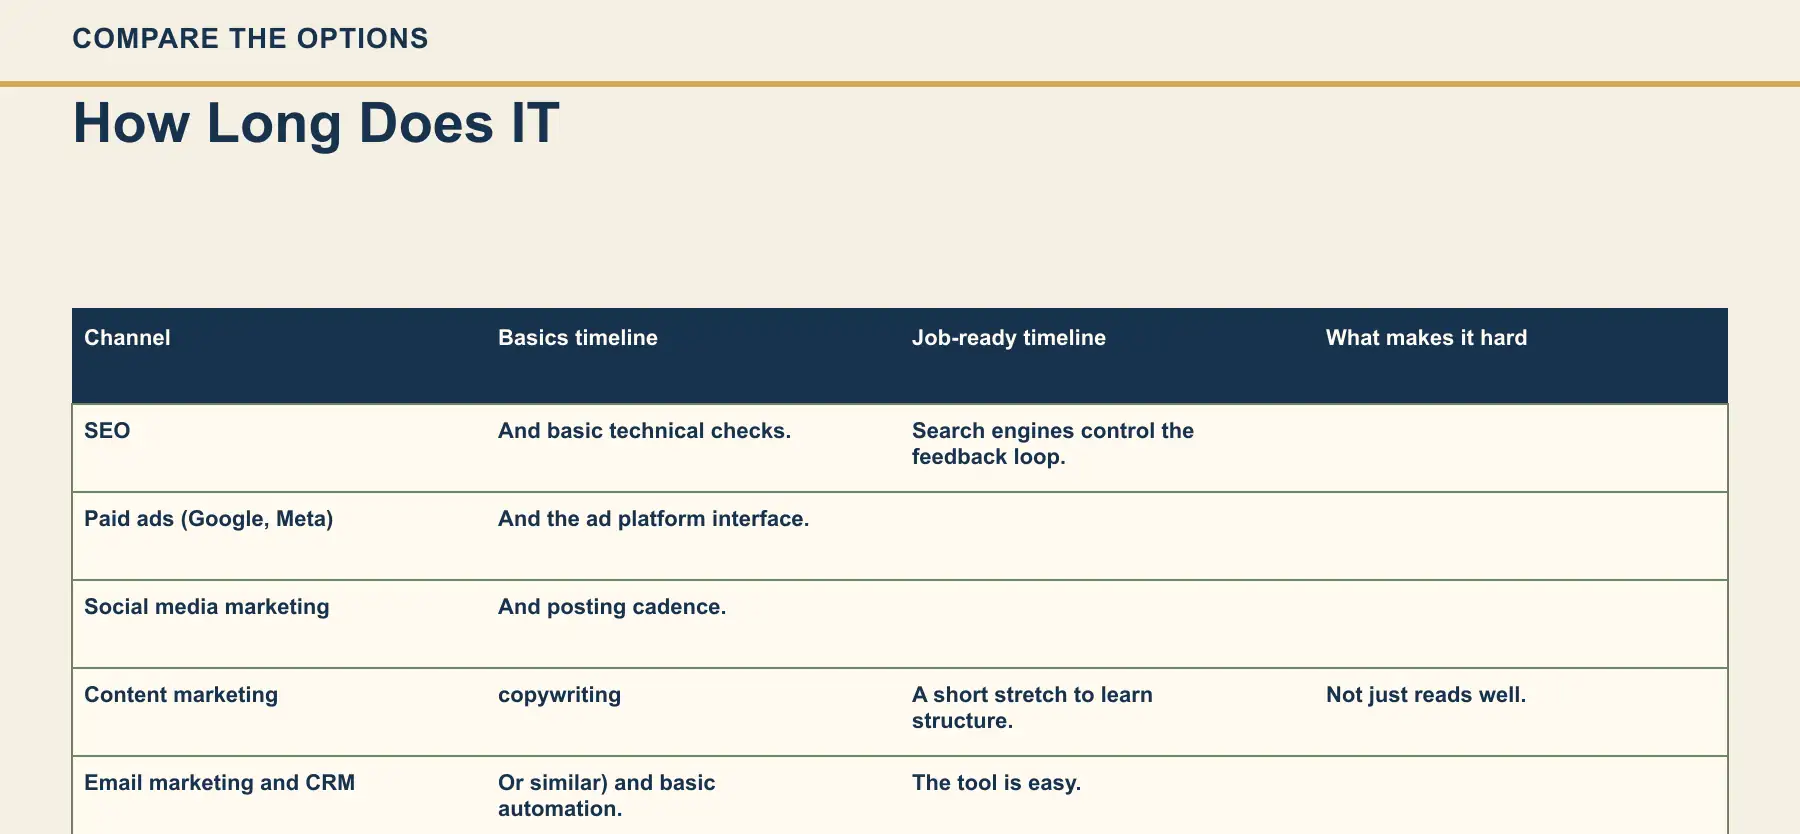 COMPARE THE OPTIONS
How Long Does IT
Channel Basics timeline Job-ready timeline What makes it hard
SEO And basic technical checks. Search engines control the
feedback loop.
Paid ads (Google, Meta) And the ad platform interface.
Social media marketing And posting cadence.
Content marketing copywriting A short stretch to learn Not just reads well.
structure.
Email marketing and CRM Or similar) and basic The tool is easy.
automation.